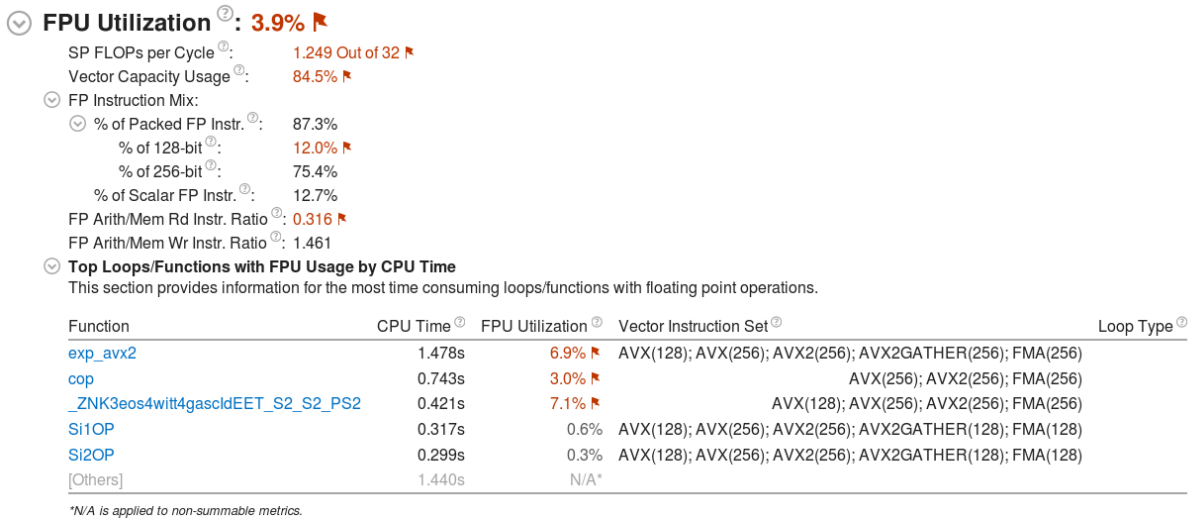 FPU Utilization ?: 3.9%
SP FLOPs per Cycle ?: 1.249 Out of 32
Vector Capacity Usage ?: 84.5%
FP Instruction Mix:
% of Packed FP Instr. ?: 87.3%
% of 128-bit ?: 12.0%
% of 256-bit ?: 75.4%
% of Scalar FP Instr. ?: 12.7%
FP Arith/Mem Rd Instr. Ratio ?: 0.316
FP Arith/Mem Wr Instr. Ratio ?: 1.461
Top Loops/Functions with FPU Usage by CPU Time
This section provides information for the most time consuming loops/functions with floating point operations.
Function CPU Time ? FPU Utilization ? Vector Instruction Set ? Loop Type ?
exp_avx2 1.478s 6.9% AVX(128); AVX(256); AVX2(256); AVX2GATHER(256); FMA(256)
cop 0.743s 3.0% AVX(256); AVX2(256); FMA(256)
_ZNK3eos4witt4gascldEET_S2_S2_PS2 0.421s 7.1% AVX(128); AVX(256); AVX2(256); FMA(256)
Si1OP 0.317s 0.6% AVX(128); AVX(256); AVX2(256); AVX2GATHER(128); FMA(128)
Si2OP 0.299s 0.3% AVX(128); AVX(256); AVX2(256); AVX2GATHER(128); FMA(128)
[Others] 1.440s N/A*
*N/A is applied to non-summable metrics.